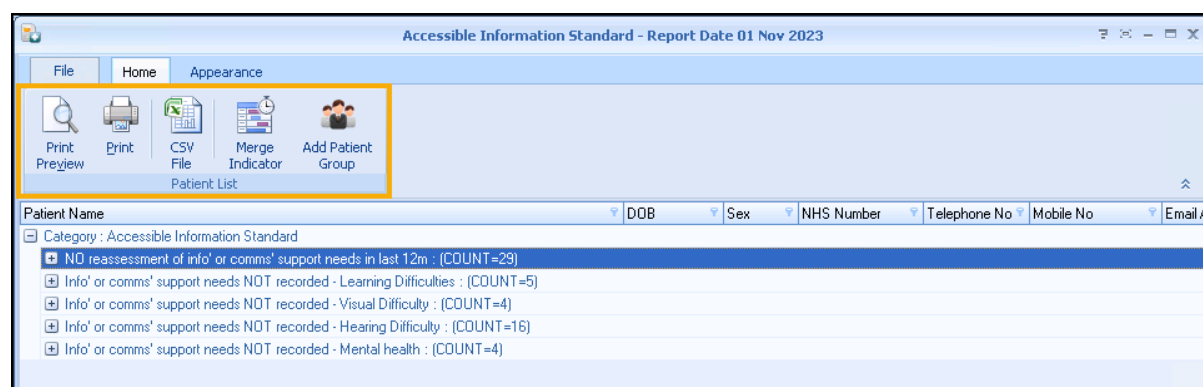 Accessible Information Standard - Report Date 01 Nov 2023
File Home Appearance
Print Preview Print CSV File Merge Indicator Add Patient Group
Patient List
Patient Name DOB Sex NHS Number Telephone No Mobile No Email A
Category : Accessible Information Standard
NO reassessment of info' or comms' support needs in last 12m : (COUNT=29)
Info' or comms' support needs NOT recorded - Learning Difficulties : (COUNT=5)
Info' or comms' support needs NOT recorded - Visual Difficulty : (COUNT=4)
Info' or comms' support needs NOT recorded - Hearing Difficulty : (COUNT=16)
Info' or comms' support needs NOT recorded - Mental health : (COUNT=4)